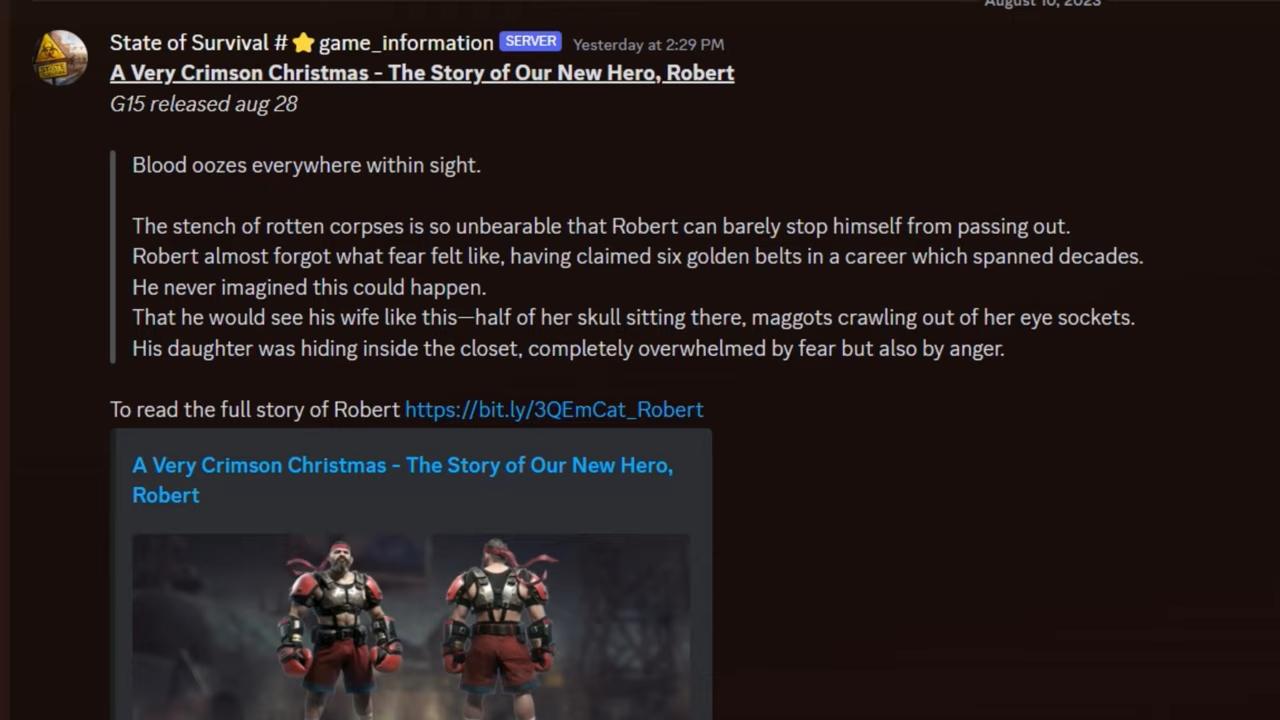 August 10, 2023
State of Survival # ⭐ game_information SERVER Yesterday at 2:29 PM
A Very Crimson Christmas - The Story of Our New Hero, Robert
G15 released aug 28
Blood oozes everywhere within sight.
The stench of rotten corpses is so unbearable that Robert can barely stop himself from passing out.
Robert almost forgot what fear felt like, having claimed six golden belts in a career which spanned decades.
He never imagined this could happen.
That he would see his wife like this—half of her skull sitting there, maggots crawling out of her eye sockets.
His daughter was hiding inside the closet, completely overwhelmed by fear but also by anger.
To read the full story of Robert https://bit.ly/3QEmCat_Robert
A Very Crimson Christmas - The Story of Our New Hero,
Robert